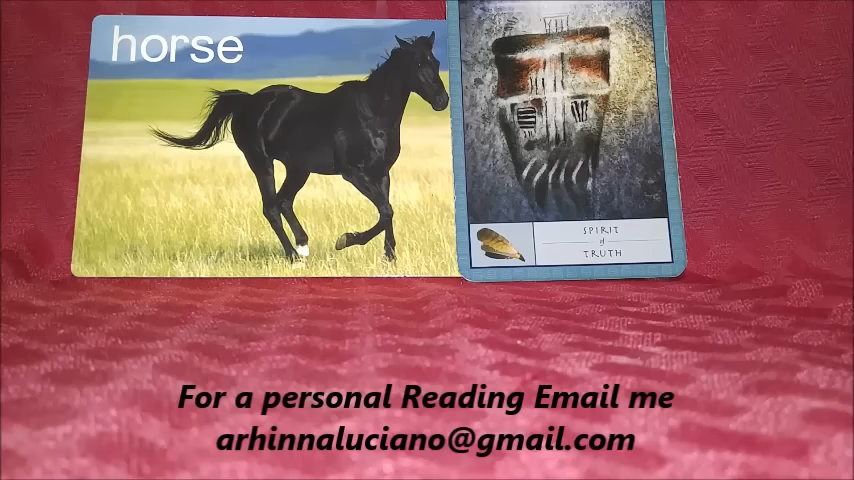 horse
SPIRIT
of
TRUTH
For a personal Reading Email me
arhinnaluciano@gmail.com